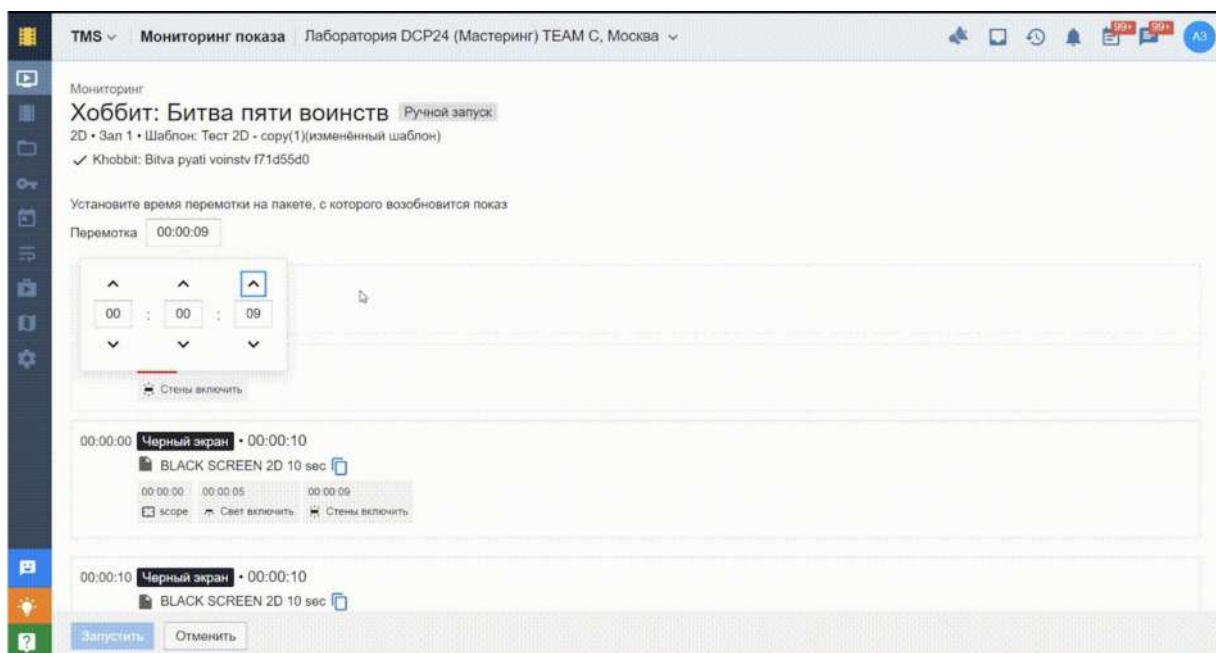 TMS Мониторинг показа Лаборатория DCP24 (Мастеринг) TEAM C, Москва 99+ 99+ АЗ
Мониторинг
Хоббит: Битва пяти воинств Ручной запуск
2D • Зал 1 • Шаблон: Тест 2D - copy(1)(изменённый шаблон)
Khobbit: Bitva pyati voinstv f71d55d0
Установите время перемотки на пакете, с которого возобновится показ
Перемотка 00:00:09
00 : 00 : 09
Стены включить
00:00:00 Черный экран • 00:00:10
BLACK SCREEN 2D 10 sec
00:00:00 00:00:05 00:00:09
scope Свет включить Стены включить
00:00:10 Черный экран • 00:00:10
BLACK SCREEN 2D 10 sec
Запустить Отменить